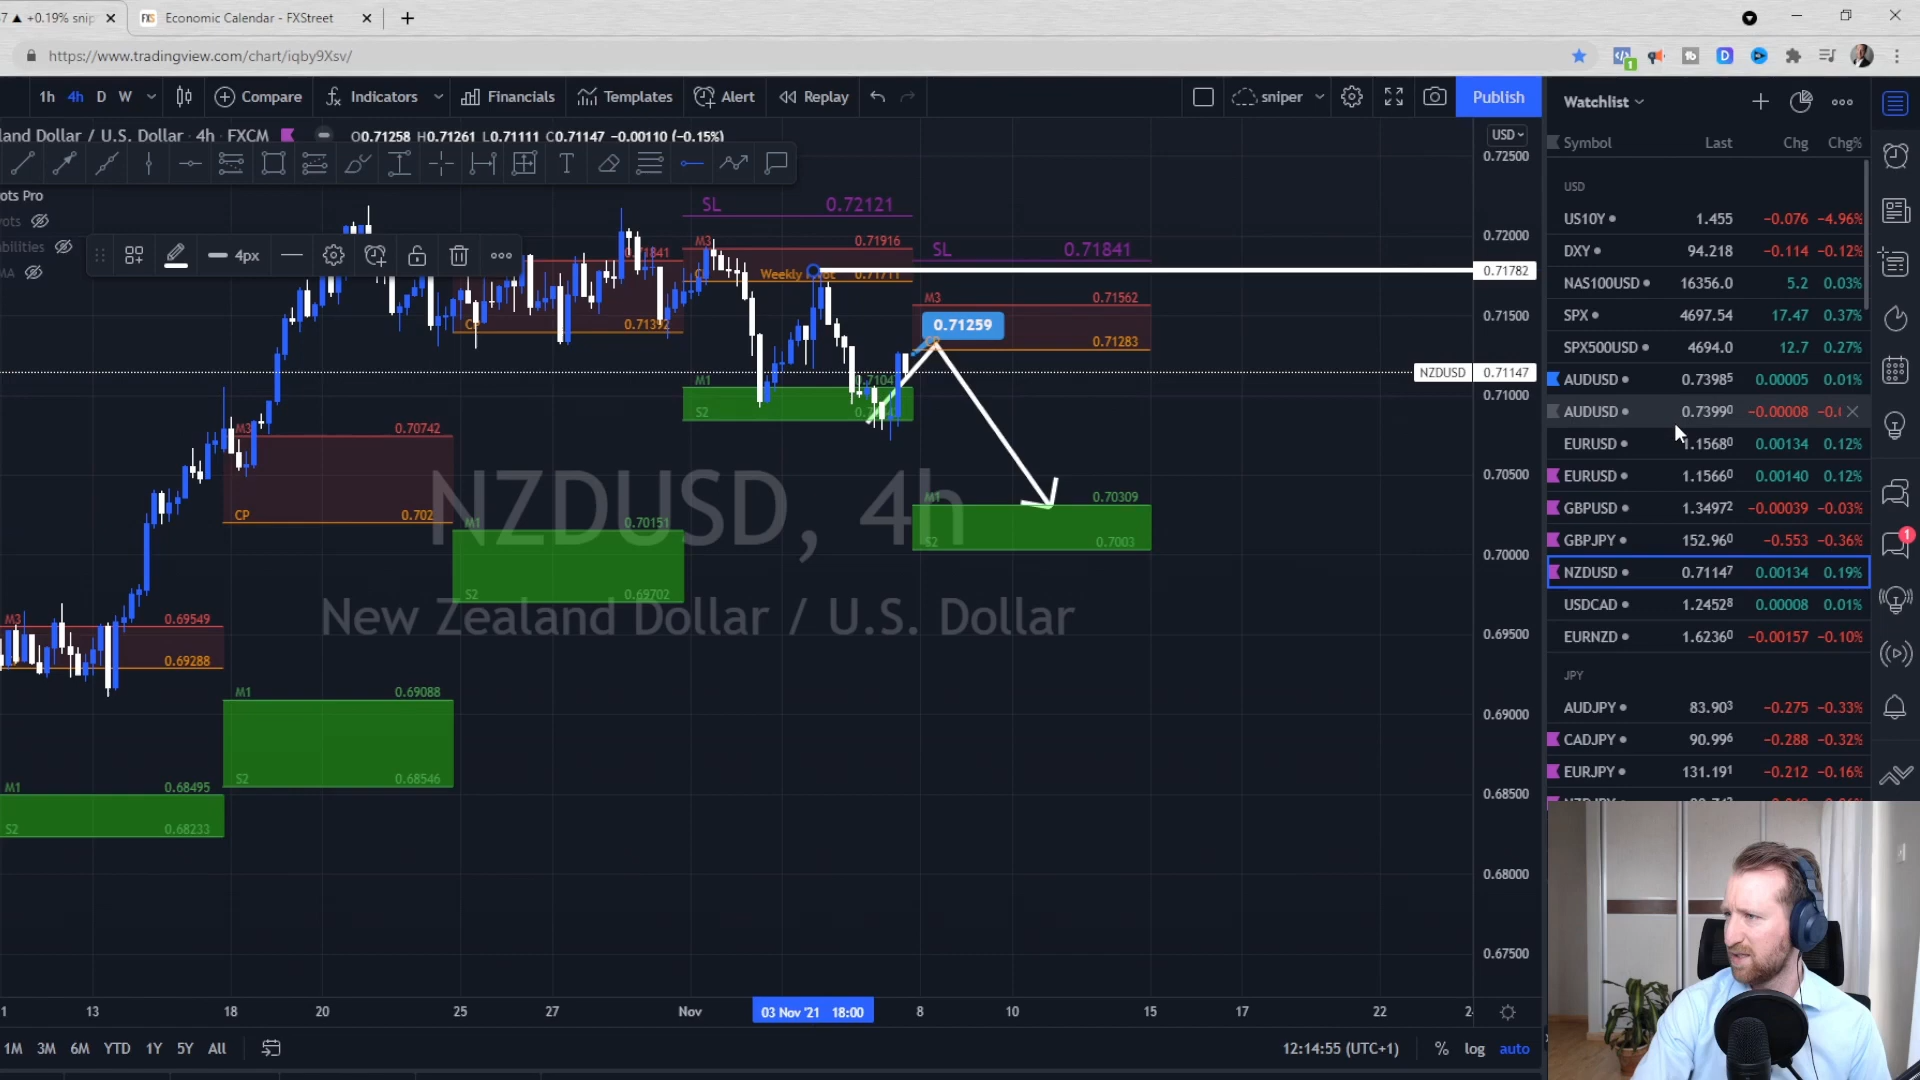 7 ▲ +0.19% snip
Economic Calendar - FXStreet
https://www.tradingview.com/chart/iqby9Xsv/
1h 4h D W
Compare
Indicators
Financials
Templates
Alert
Replay
sniper
Publish
land Dollar / U.S. Dollar · 4h · FXCM
O0.71258 H0.71261 L0.71111 C0.71147 −0.00110 (−0.15%)
ots Pro
4px
USD
0.72500
0.72000
0.71782
0.71500
NZDUSD 0.71147
0.71000
0.70500
0.70000
0.69500
0.69000
0.68500
0.68000
0.67500
SL 0.72121
M3 0.71916
SL 0.71841
M3 0.71562
0.71259
0.71283
0.71392
M1
S2
M3 0.70742
CP 0.702
M1 0.70309
S2 0.7003
M1 0.70151
S2 0.69702
M3 0.69549
0.69288
M1 0.69088
S2 0.68546
M1 0.68495
S2 0.68233
NZDUSD, 4h
New Zealand Dollar / U.S. Dollar
13 18 20 25 27 Nov 03 Nov '21 18:00 8 10 15 17 22
1M 3M 6M YTD 1Y 5Y All
12:14:55 (UTC+1) % log auto
Watchlist
Symbol Last Chg Chg%
USD
US10Y 1.455 −0.076 −4.96%
DXY 94.218 −0.114 −0.12%
NAS100USD 16356.0 5.2 0.03%
SPX 4697.54 17.47 0.37%
SPX500USD 4694.0 12.7 0.27%
AUDUSD 0.73985 0.00005 0.01%
AUDUSD 0.73990 −0.00008
EURUSD 1.15680 0.00134 0.12%
EURUSD 1.15660 0.00140 0.12%
GBPUSD 1.34972 −0.00039 −0.03%
GBPJPY 152.960 −0.553 −0.36%
NZDUSD 0.71147 0.00134 0.19%
USDCAD 1.24528 0.00008 0.01%
EURNZD 1.62360 −0.00157 −0.10%
JPY
AUDJPY 83.903 −0.275 −0.33%
CADJPY 90.996 −0.288 −0.32%
EURJPY 131.191 −0.212 −0.16%